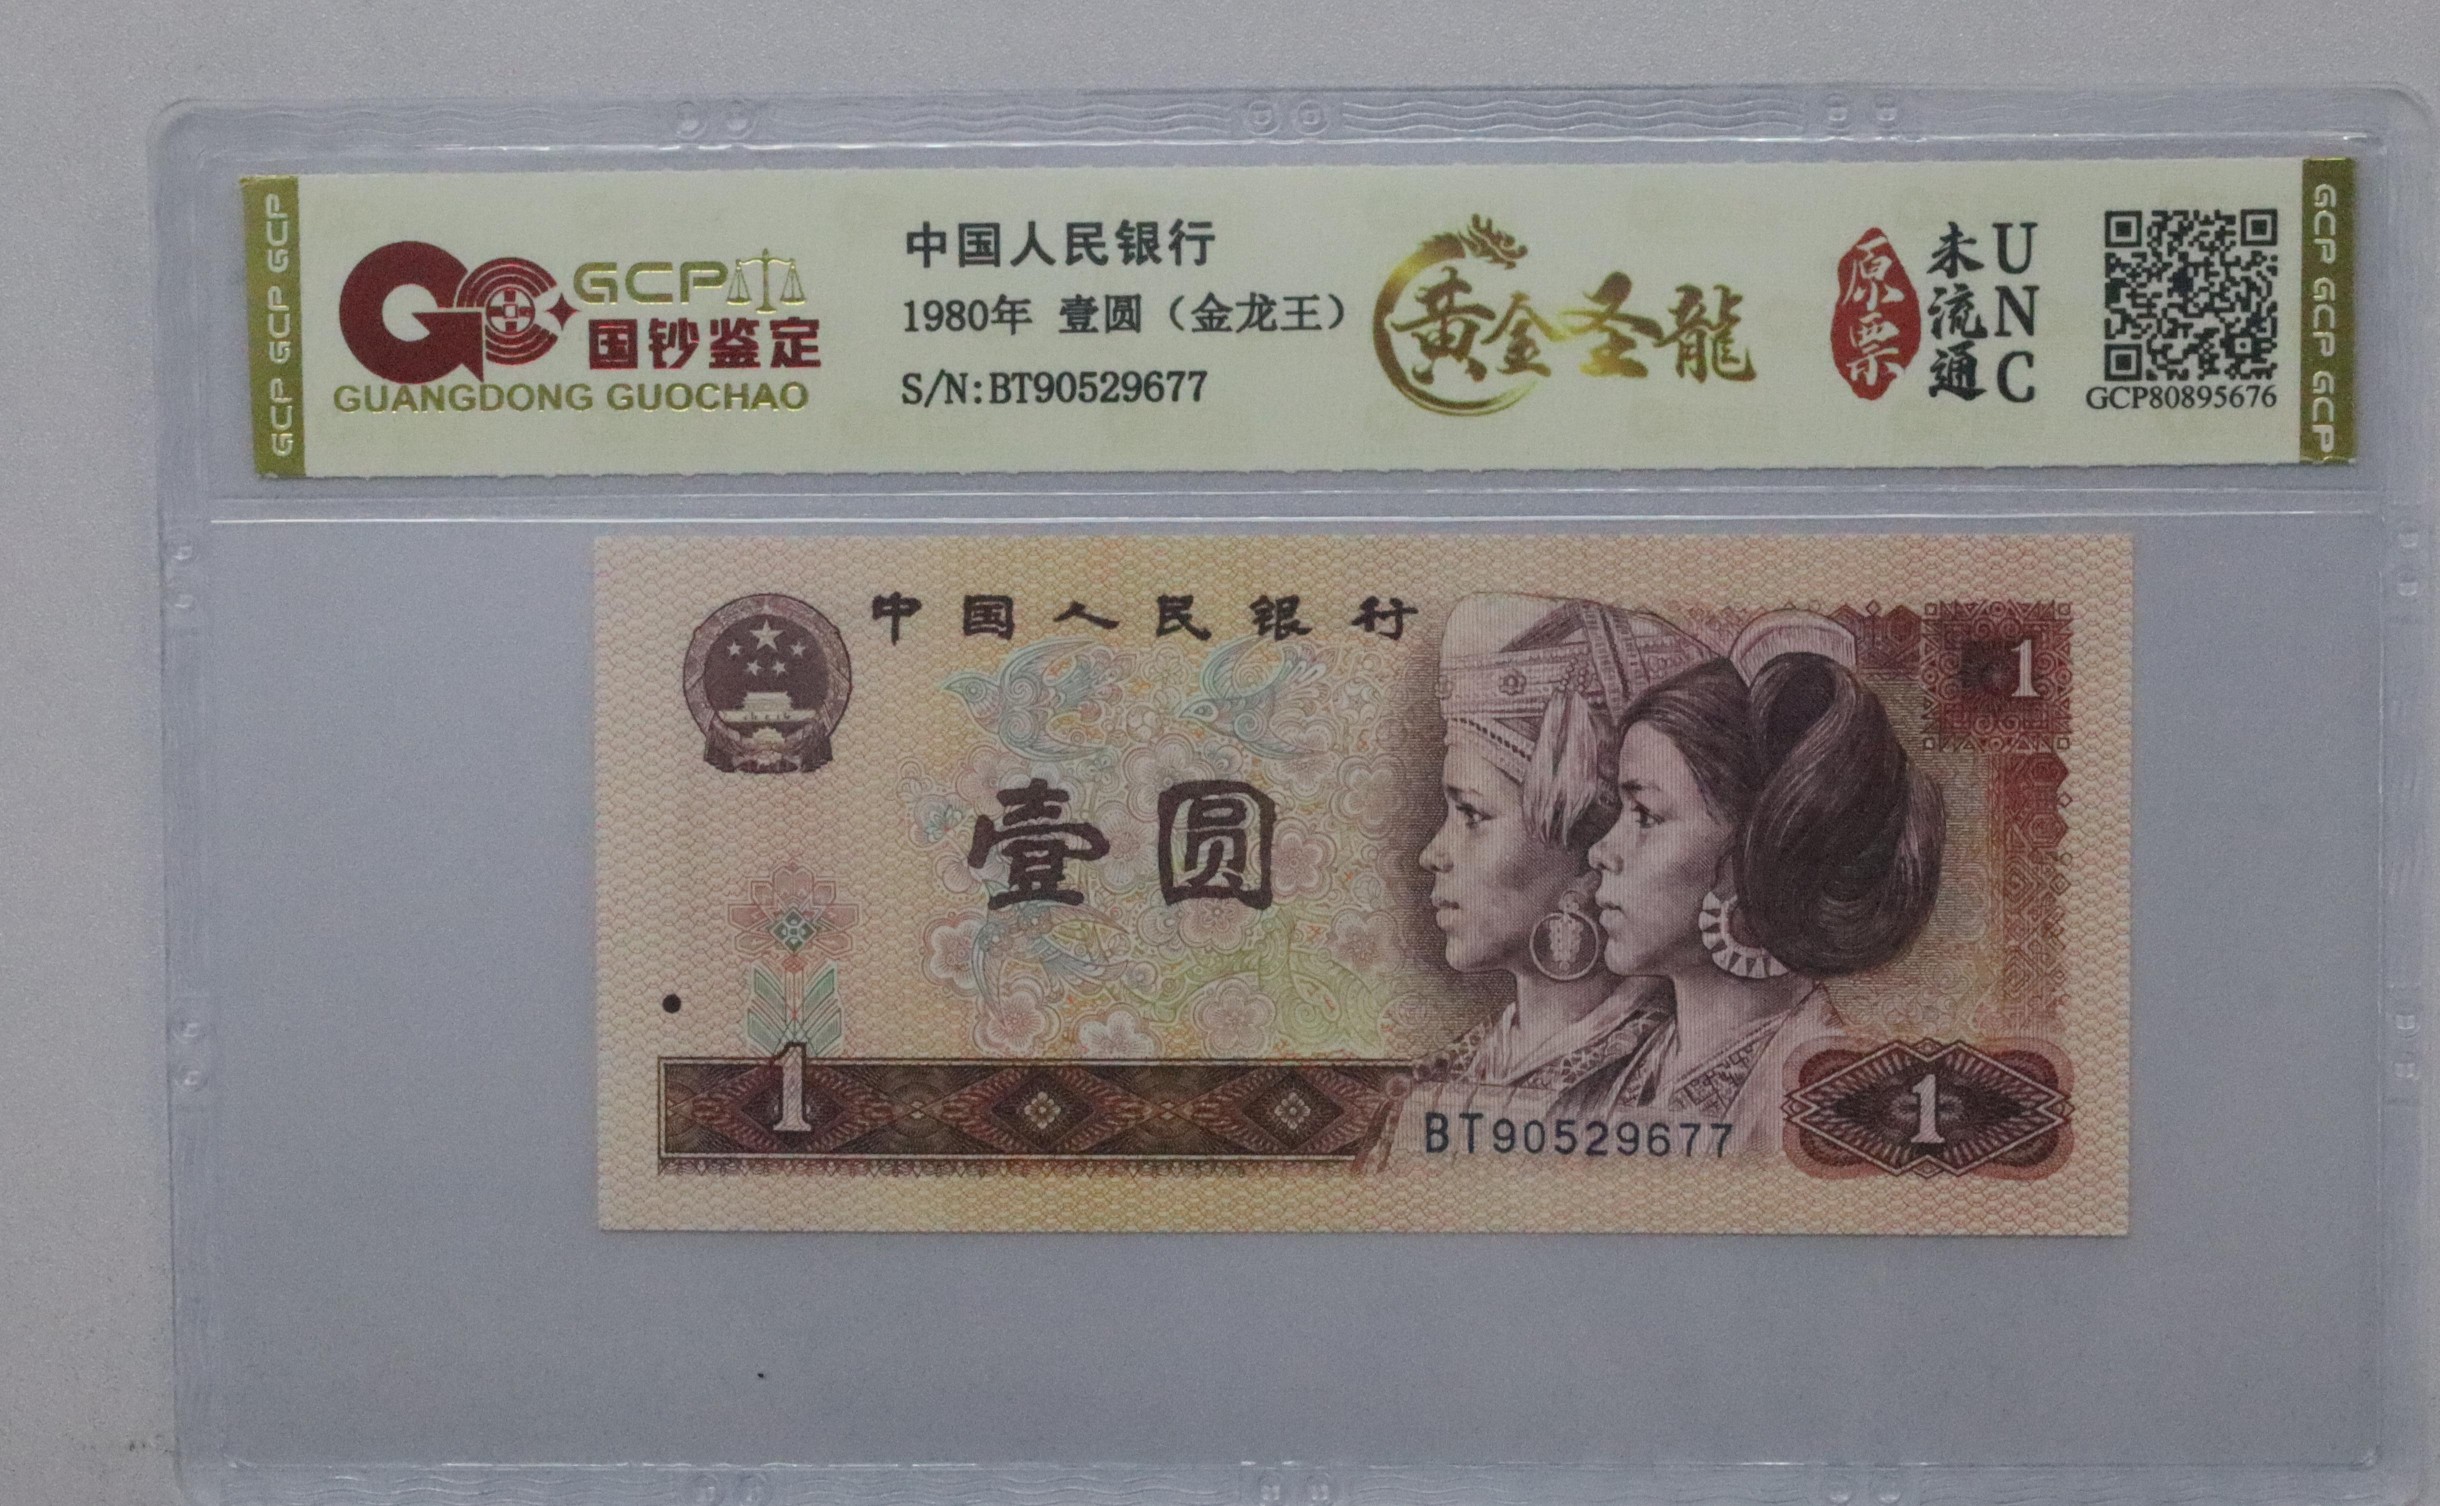 GCP GCP GCP
GCP
国钞鉴定
GUANGDONG GUOCHAO
中国人民银行
1980年 壹圆（金龙王）
S/N:BT90529677
黄金圣龍
原票
未流通
UNC
GCP80895676
GCP GCP GCP
中国人民银行
1
壹圆
1
BT90529677
1